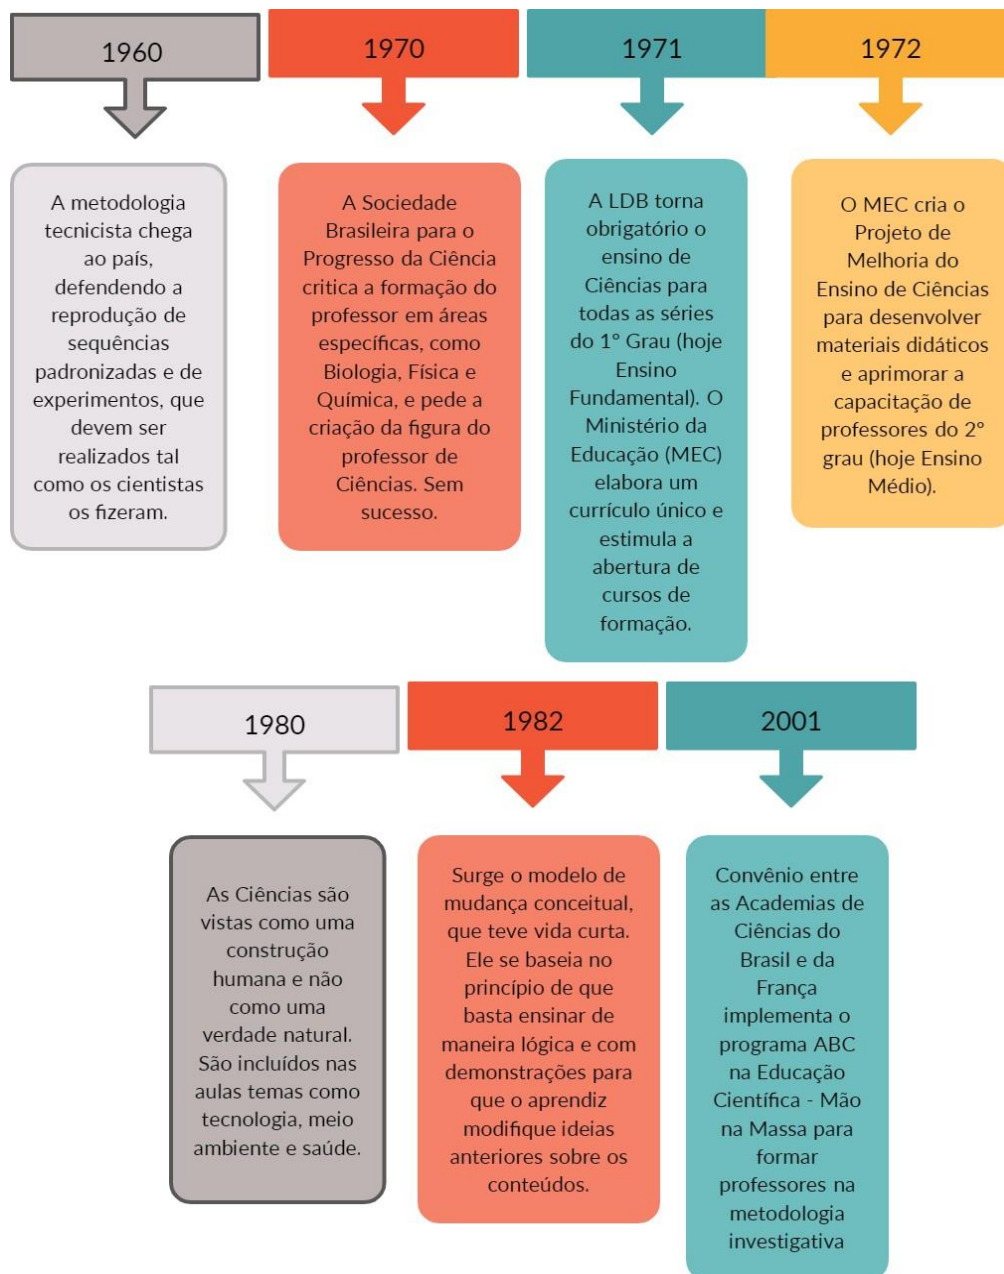 1960
A metodologia
tecnicista chega
ao país,
defendendo a
reprodução de
sequências
padronizadas e de
experimentos, que
devem ser
realizados tal
como os cientistas
os fizeram.
1970
A Sociedade
Brasileira para o
Progresso da Ciência
critica a formação do
professor em áreas
específicas, como
Biologia, Física e
Química, e pede a
criação da figura do
professor de
Ciências. Sem
sucesso.
1971
A LDB torna
obrigatório o
ensino de
Ciências para
todas as séries
do 1º Grau (hoje
Ensino
Fundamental). O
Ministério da
Educação (MEC)
elabora um
currículo único e
estimula a
abertura de
cursos de
formação.
1972
O MEC cria o
Projeto de
Melhoria do
Ensino de Ciências
para desenvolver
materiais didáticos
e aprimorar a
capacitação de
professores do 2º
grau (hoje Ensino
Médio).
1980
As Ciências são
vistas como uma
construção
humana e não
como uma
verdade natural.
São incluídos nas
aulas temas como
tecnologia, meio
ambiente e saúde.
1982
Surge o modelo de
mudança conceitual,
que teve vida curta.
Ele se baseia no
princípio de que
basta ensinar de
maneira lógica e com
demonstrações para
que o aprendiz
modifique ideias
anteriores sobre os
conteúdos.
2001
Convênio entre
as Academias de
Ciências do
Brasil e da
França
implementa o
programa ABC
na Educação
Científica - Mão
na Massa para
formar
professores na
metodologia
investigativa